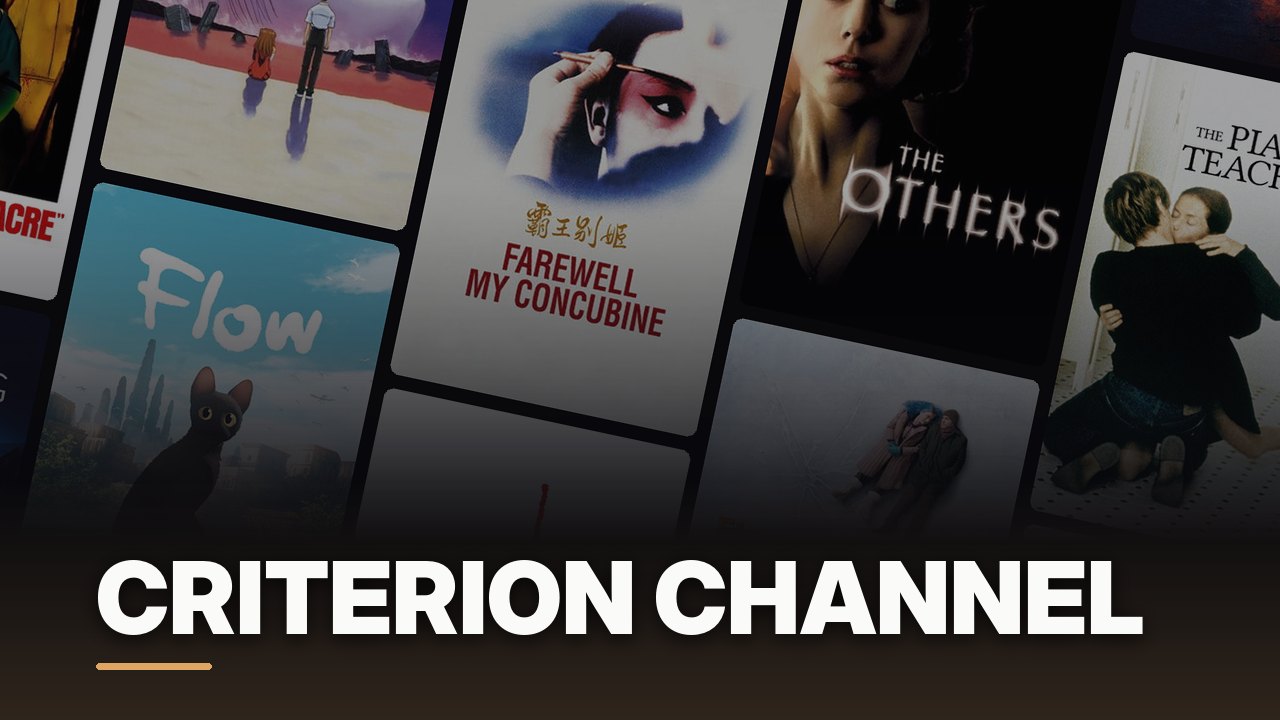 ACRE"
Flow
霸王别姬
FAREWELL
MY CONCUBINE
THE
OTHERS
THE PIA
TEACH
CRITERION CHANNEL